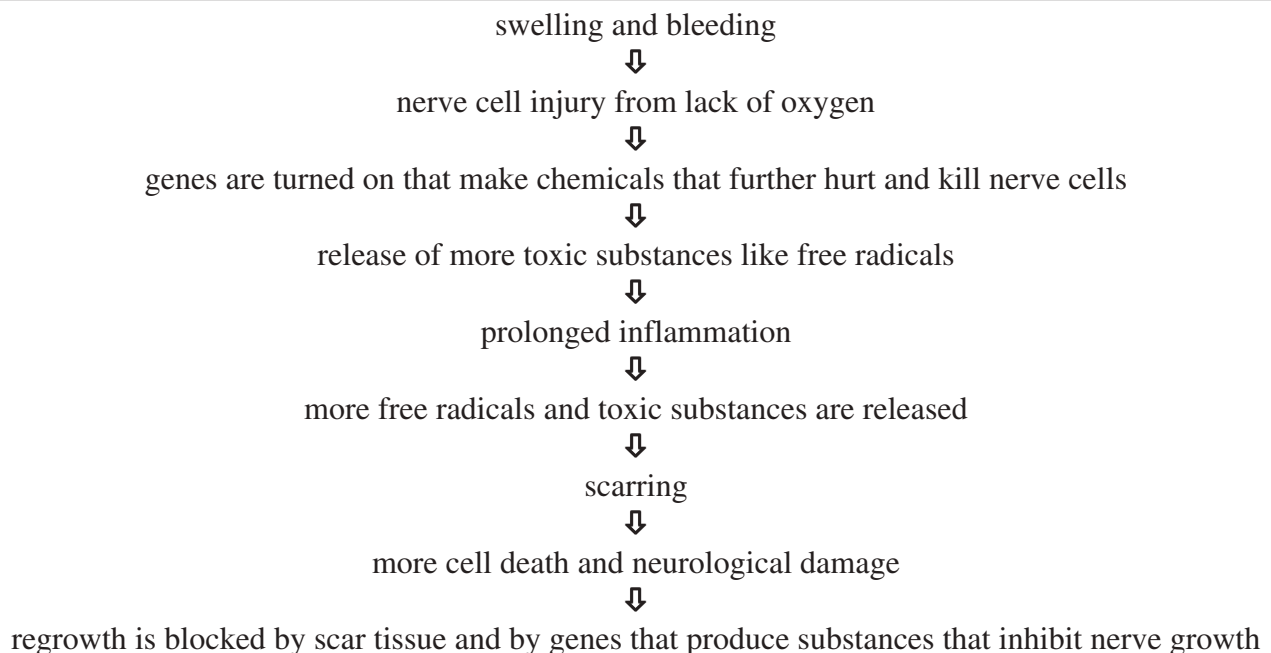 swelling and bleeding
⇩
nerve cell injury from lack of oxygen
⇩
genes are turned on that make chemicals that further hurt and kill nerve cells
⇩
release of more toxic substances like free radicals
⇩
prolonged inflammation
⇩
more free radicals and toxic substances are released
⇩
scarring
⇩
more cell death and neurological damage
⇩
regrowth is blocked by scar tissue and by genes that produce substances that inhibit nerve growth